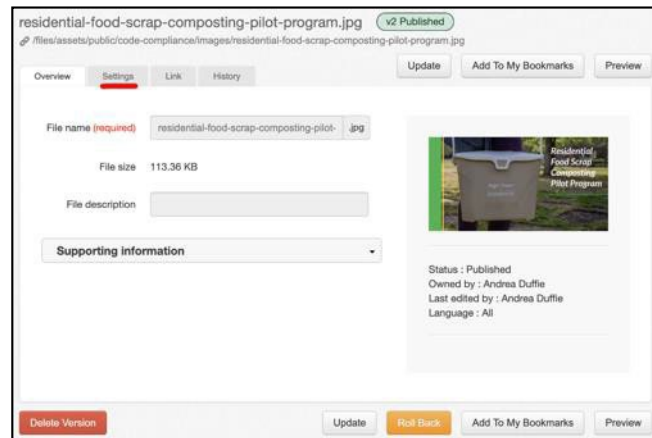 residential-food-scrap-composting-pilot-program.jpg v2 Published
/files/assets/public/code-compliance/images/residential-food-scrap-composting-pilot-program.jpg
Update Add To My Bookmarks Preview
Overview Settings Link History
File name (required) residential-food-scrap-composting-pilot- .jpg
File size 113.36 KB
File description
Supporting information
Residential
Food Scrap
Composting
Pilot Program
Status : Published
Owned by : Andrea Duffie
Last edited by : Andrea Duffie
Language : All
Delete Version Update Roll Back Add To My Bookmarks Preview